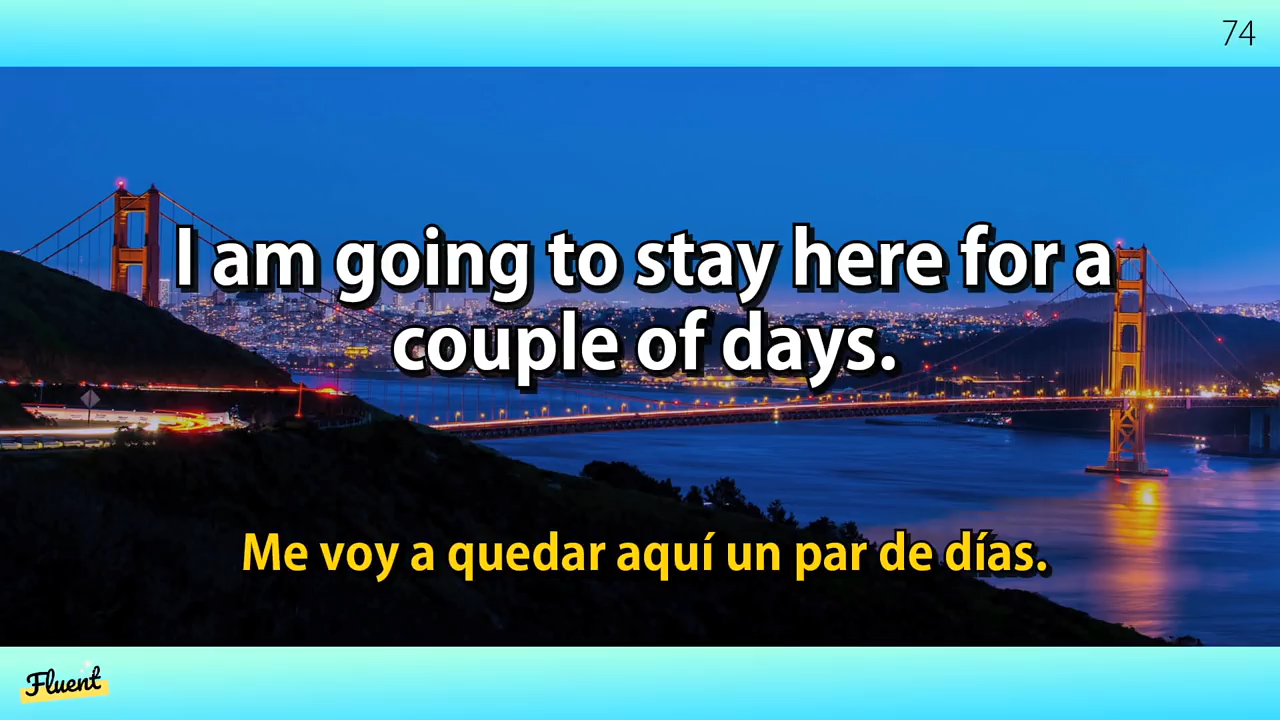 74
I am going to stay here for a
couple of days.
Me voy a quedar aquí un par de días.
Fluent